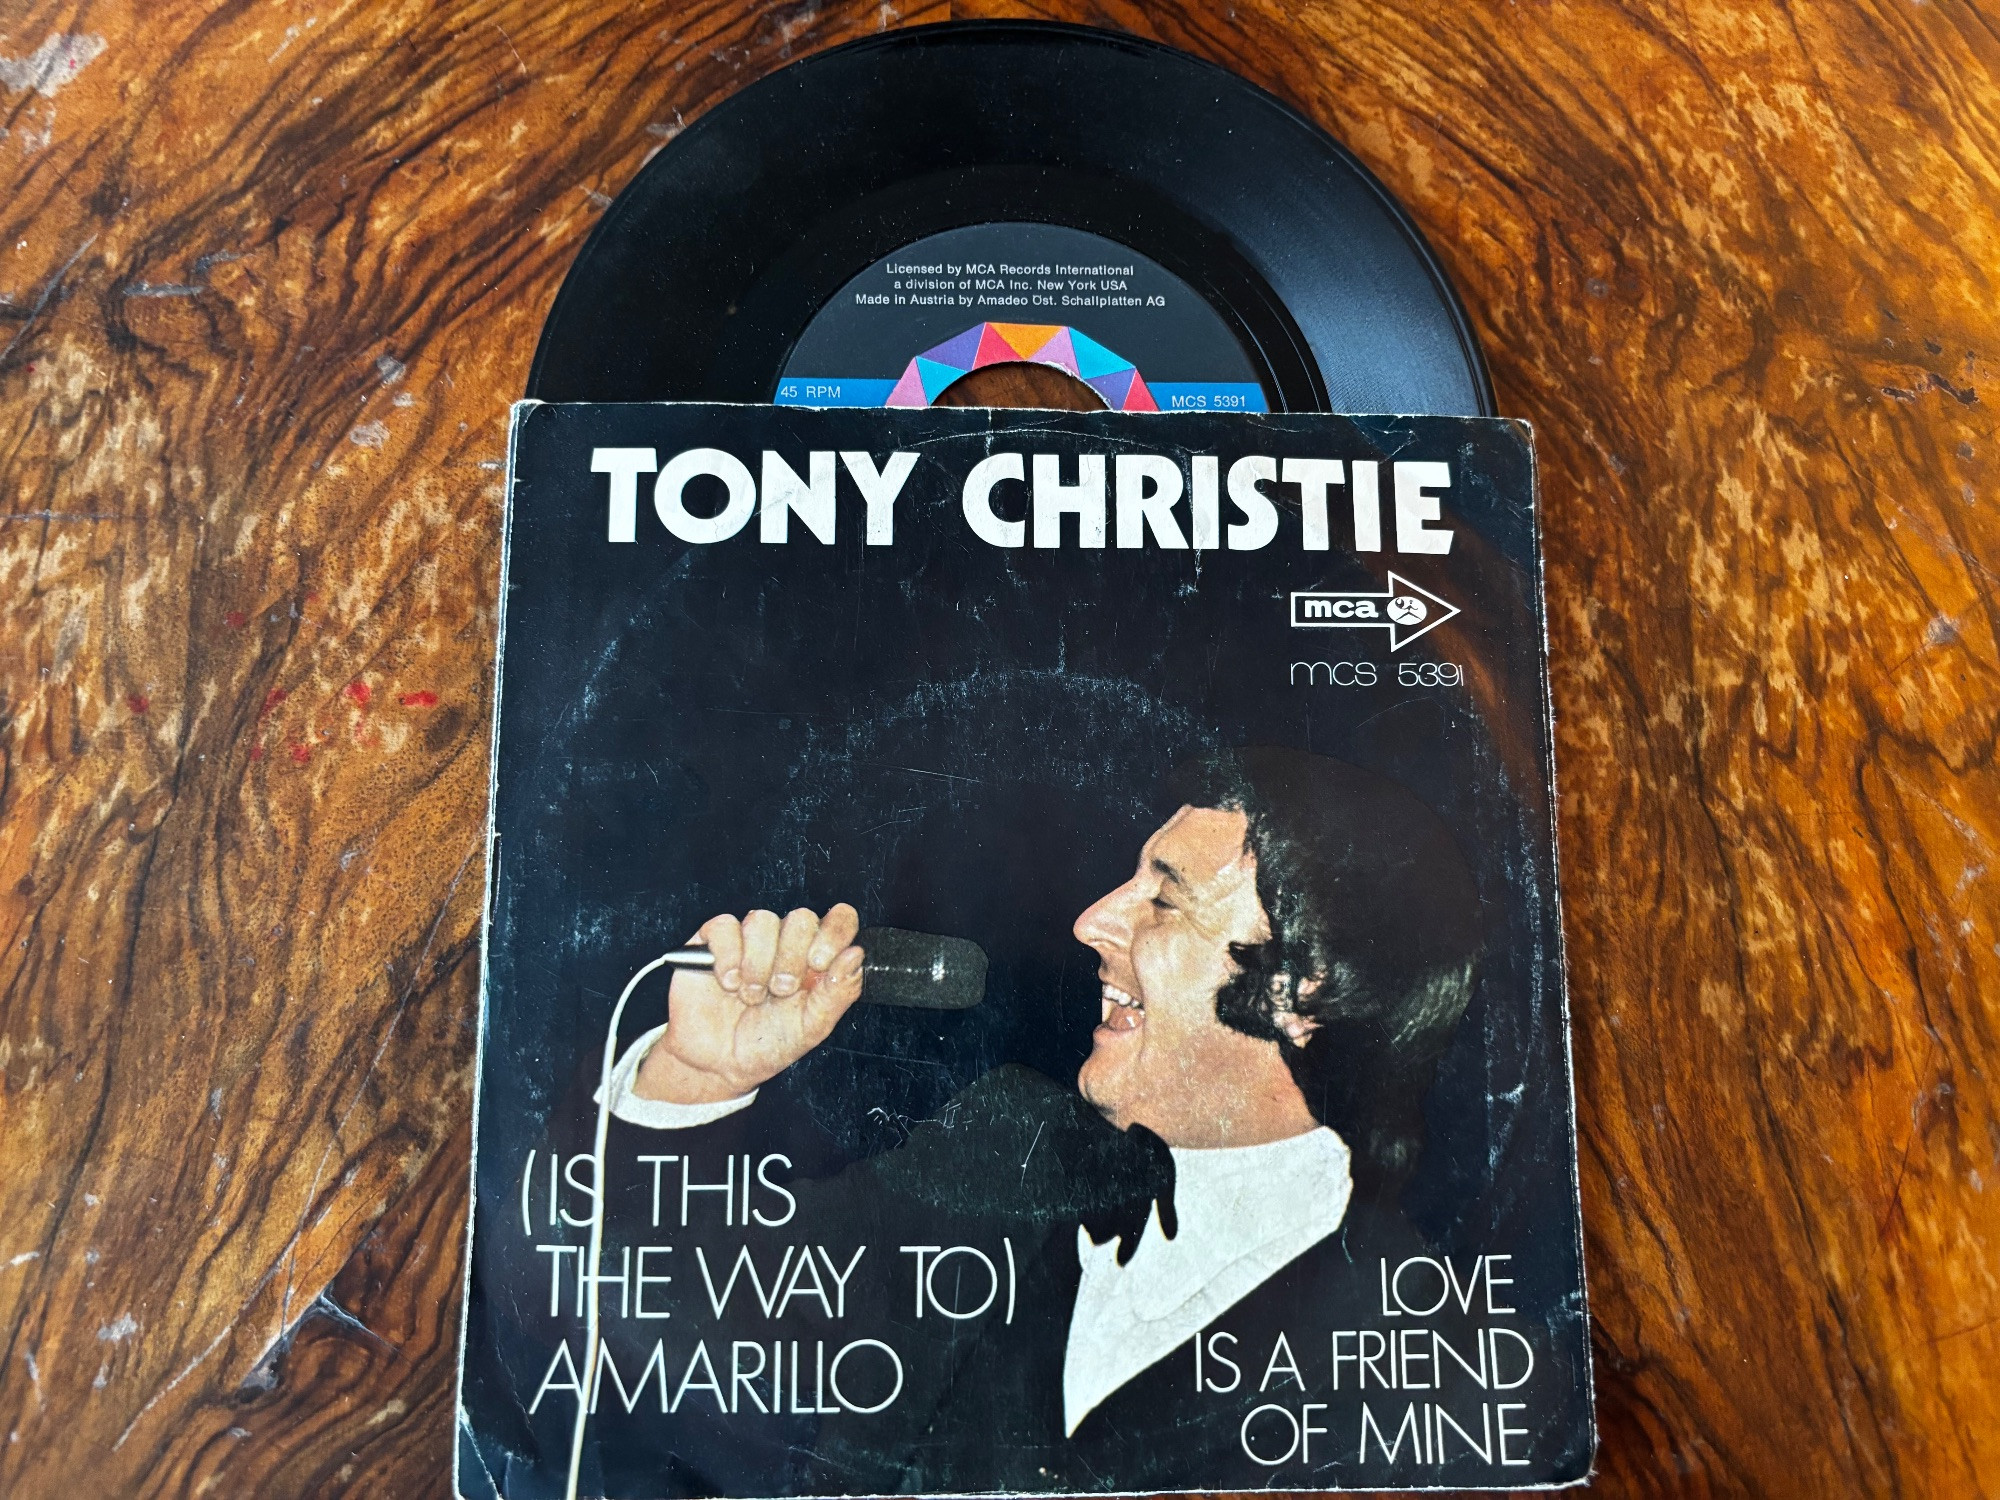 Licensed by MCA Records International
a division of MCA Inc. New York USA
Made in Austria by Amadeo Öst. Schallplatten AG
45 RPM
MCS 5391
TONY CHRISTIE
mca
MCS 5391
(IS THIS
THE WAY TO)
AMARILLO
LOVE
IS A FRIEND
OF MINE